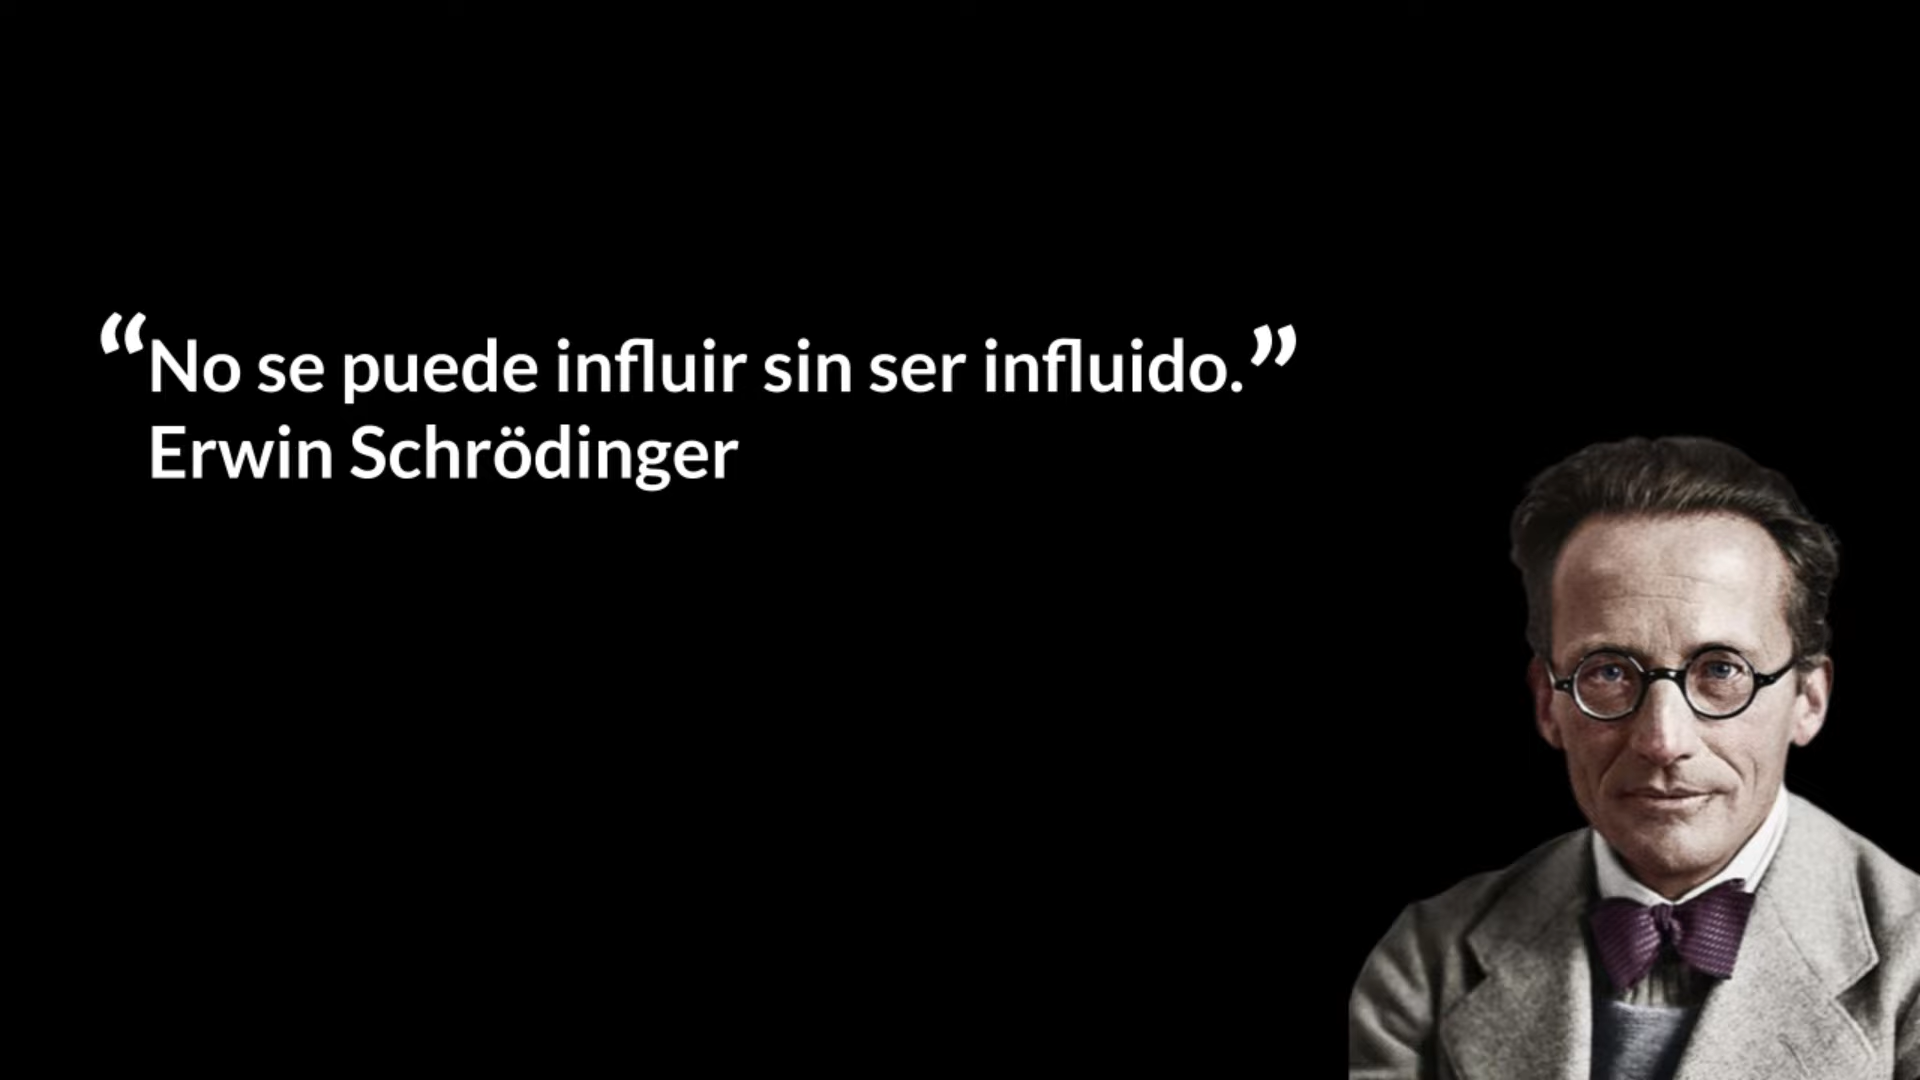 “No se puede influir sin ser influido.”
Erwin Schrödinger